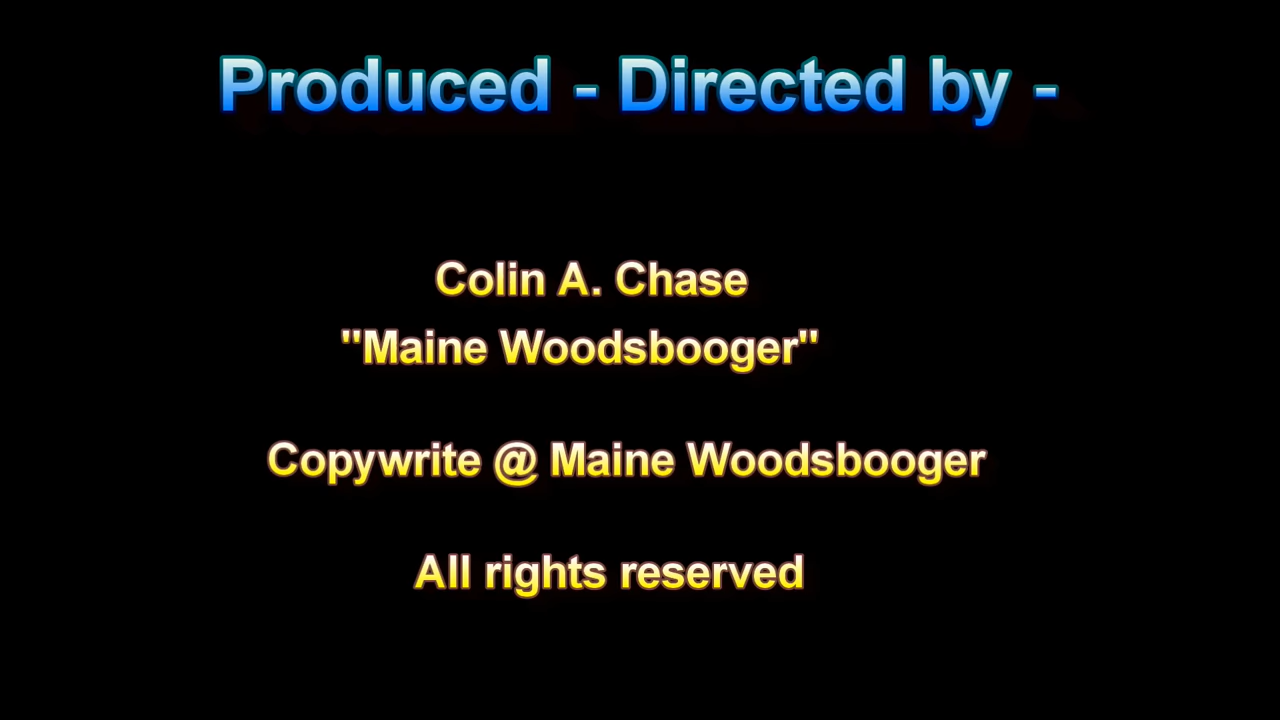 Produced - Directed by -
Colin A. Chase
"Maine Woodsbooger"
Copywrite @ Maine Woodsbooger
All rights reserved